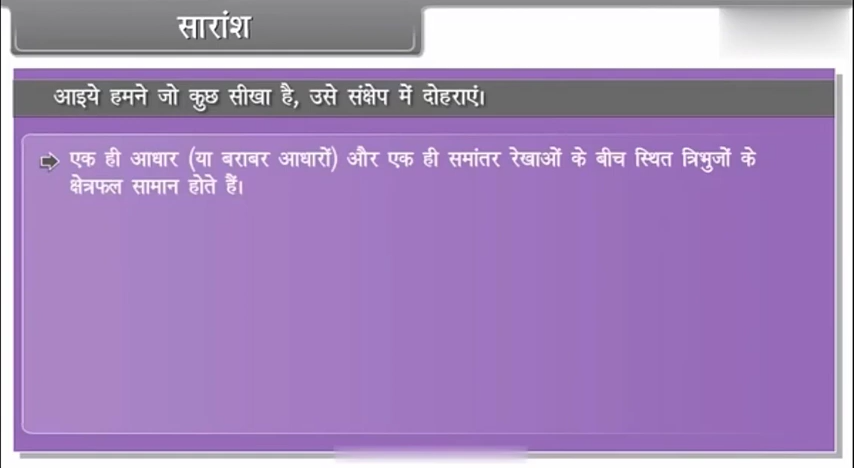 सारांश
आइये हमने जो कुछ सीखा है, उसे संक्षेप में दोहराएं।
एक ही आधार (या बराबर आधारों) और एक ही समांतर रेखाओं के बीच स्थित त्रिभुजों के
क्षेत्रफल सामान होते हैं।